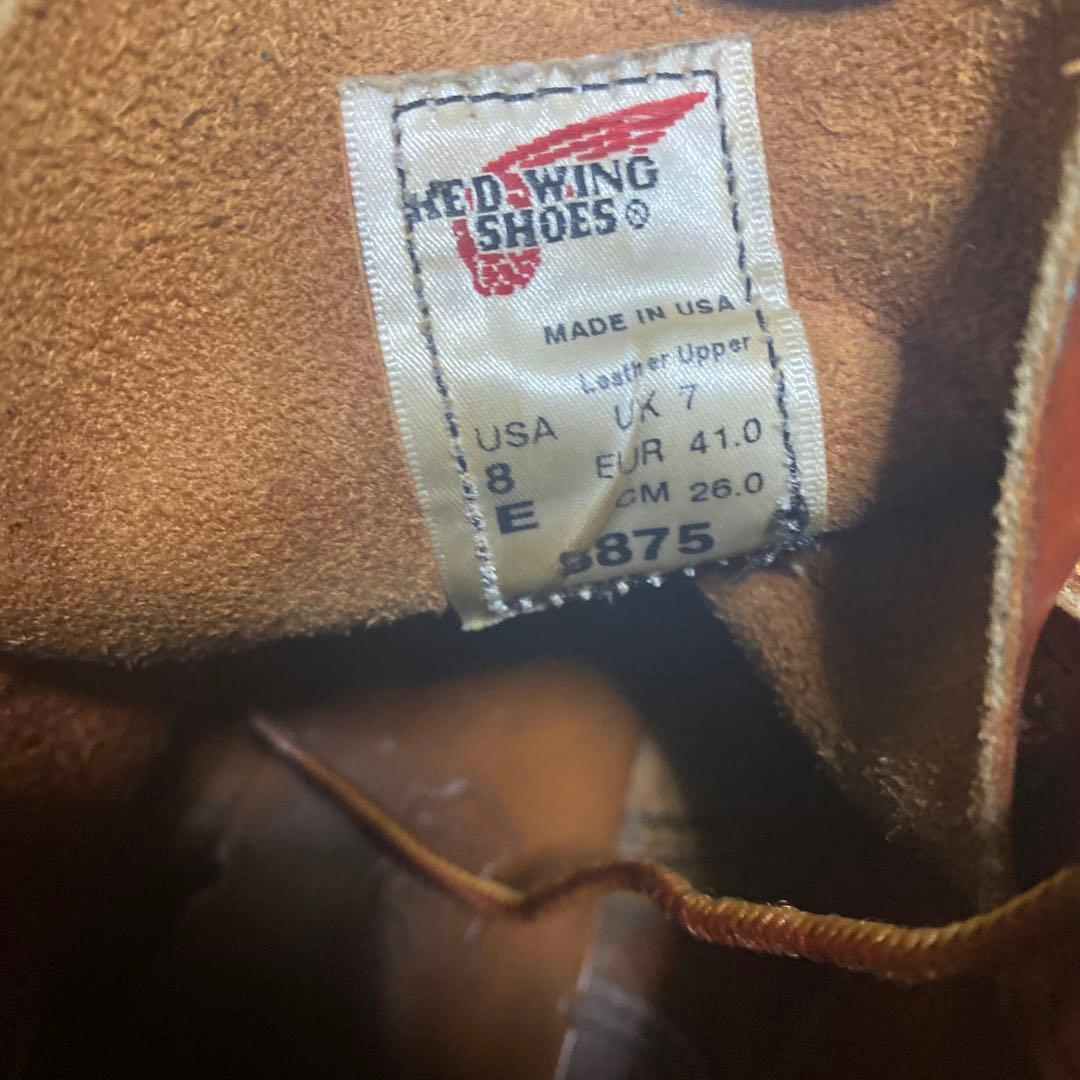 RED WING
SHOES®
MADE IN USA
Leather Upper
USA UK 7
8 EUR 41.0
E CM 26.0
8875